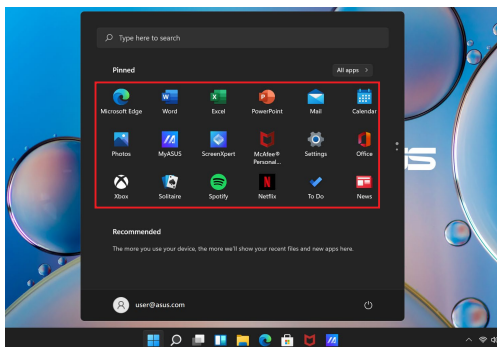 Type here to search
Pinned
All apps >
Microsoft Edge
Word
Excel
PowerPoint
Mail
Calendar
Photos
MyASUS
ScreenXpert
McAfee® Personal...
Settings
Office
Xbox
Solitaire
Spotify
Netflix
To Do
News
Recommended
The more you use your device, the more we'll show your recent files and new apps here.
user@asus.com